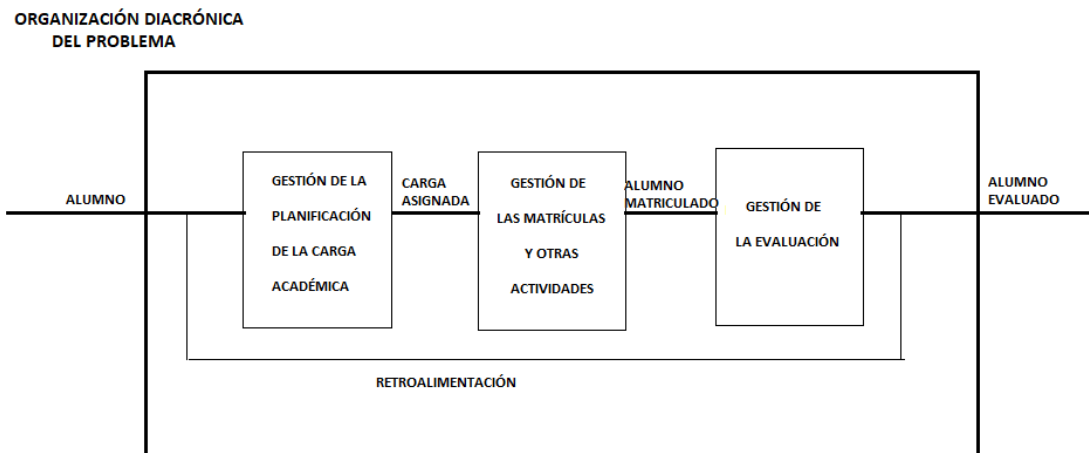 ORGANIZACIÓN DIACRÓNICA
DEL PROBLEMA
ALUMNO
GESTIÓN DE LA
PLANIFICACIÓN
DE LA CARGA
ACADÉMICA
CARGA
ASIGNADA
GESTIÓN DE
LAS MATRÍCULAS
Y OTRAS
ACTIVIDADES
ALUMNO
MATRICULADO
GESTIÓN DE
LA EVALUACIÓN
ALUMNO
EVALUADO
RETROALIMENTACIÓN